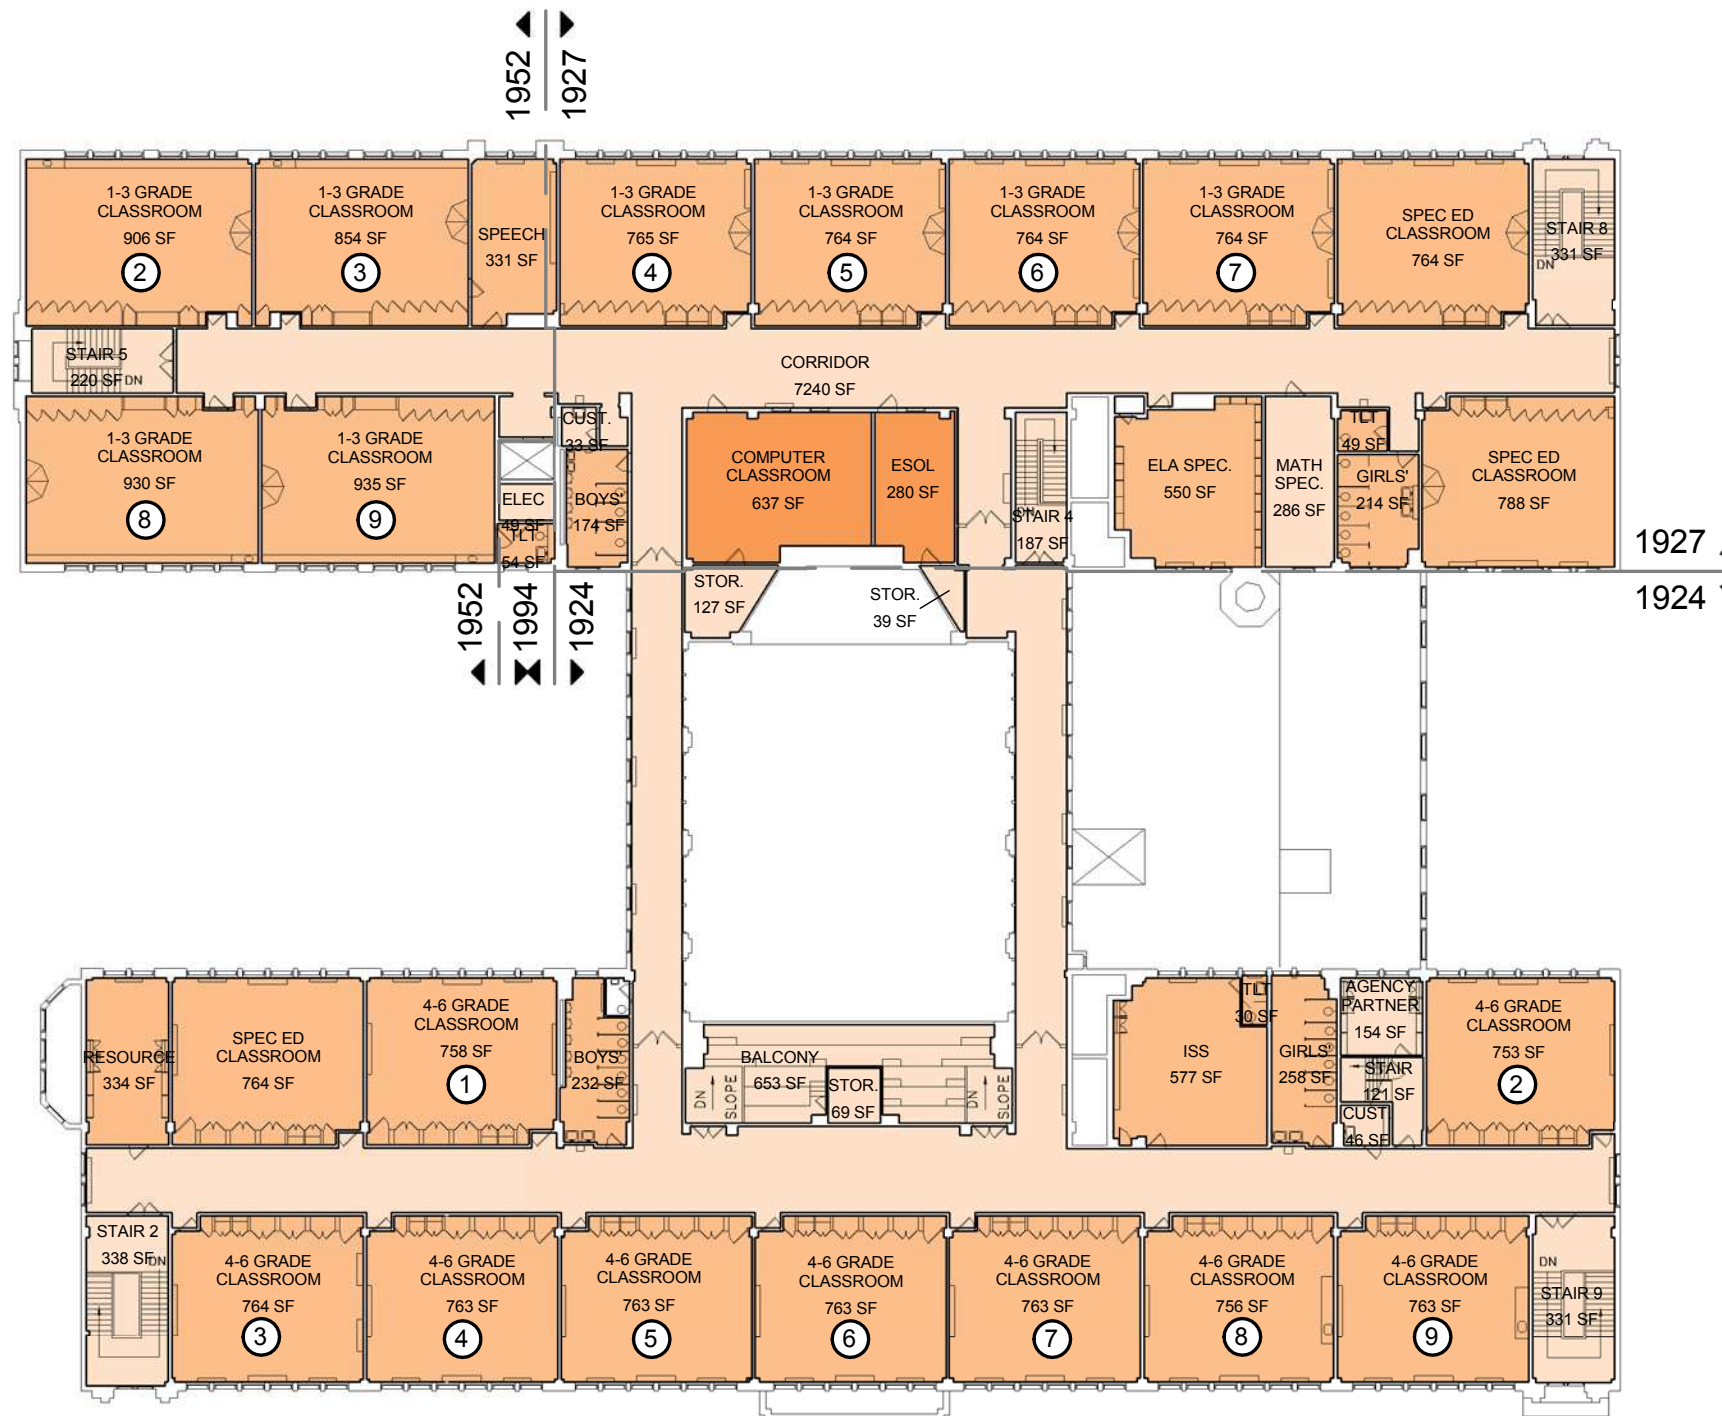 1952
1927
1-3 GRADE
CLASSROOM
906 SF
2
1-3 GRADE
CLASSROOM
854 SF
3
SPEECH
331 SF
1-3 GRADE
CLASSROOM
765 SF
4
1-3 GRADE
CLASSROOM
764 SF
5
1-3 GRADE
CLASSROOM
764 SF
6
1-3 GRADE
CLASSROOM
764 SF
7
SPEC ED
CLASSROOM
764 SF
STAIR 8
331 SF
DN
STAIR 5
220 SF
DN
CORRIDOR
7240 SF
1-3 GRADE
CLASSROOM
930 SF
8
1-3 GRADE
CLASSROOM
935 SF
9
ELEC
49 SF
TLT
54 SF
CUST.
33 SF
BOYS'
174 SF
COMPUTER
CLASSROOM
637 SF
ESOL
280 SF
DN
STAIR 4
187 SF
ELA SPEC.
550 SF
MATH
SPEC.
286 SF
TLT
49 SF
GIRLS'
214 SF
SPEC ED
CLASSROOM
788 SF
1927
1924
1952
1994
1924
STOR.
127 SF
STOR.
39 SF
RESOURCE
334 SF
SPEC ED
CLASSROOM
764 SF
4-6 GRADE
CLASSROOM
758 SF
1
BOYS'
232 SF
BALCONY
653 SF
DN
SLOPE
STOR.
69 SF
DN
SLOPE
ISS
577 SF
TLT
30 SF
GIRLS'
258 SF
AGENCY
PARTNER
154 SF
STAIR
121 SF
CUST.
46 SF
4-6 GRADE
CLASSROOM
753 SF
2
STAIR 2
338 SF
DN
4-6 GRADE
CLASSROOM
764 SF
3
4-6 GRADE
CLASSROOM
763 SF
4
4-6 GRADE
CLASSROOM
763 SF
5
4-6 GRADE
CLASSROOM
763 SF
6
4-6 GRADE
CLASSROOM
763 SF
7
4-6 GRADE
CLASSROOM
756 SF
8
4-6 GRADE
CLASSROOM
763 SF
9
DN
STAIR 9
331 SF